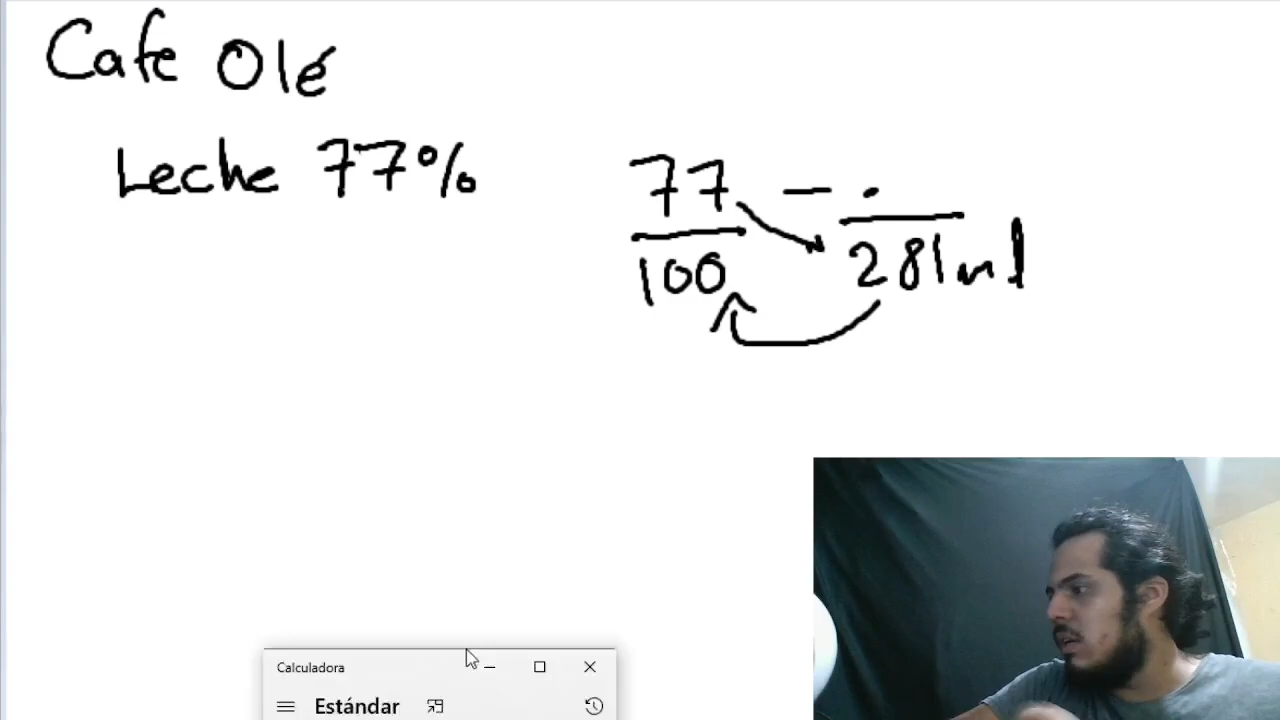 Cafe Olé
Leche 77%
77 — .
100 281ml
Calculadora
Estándar